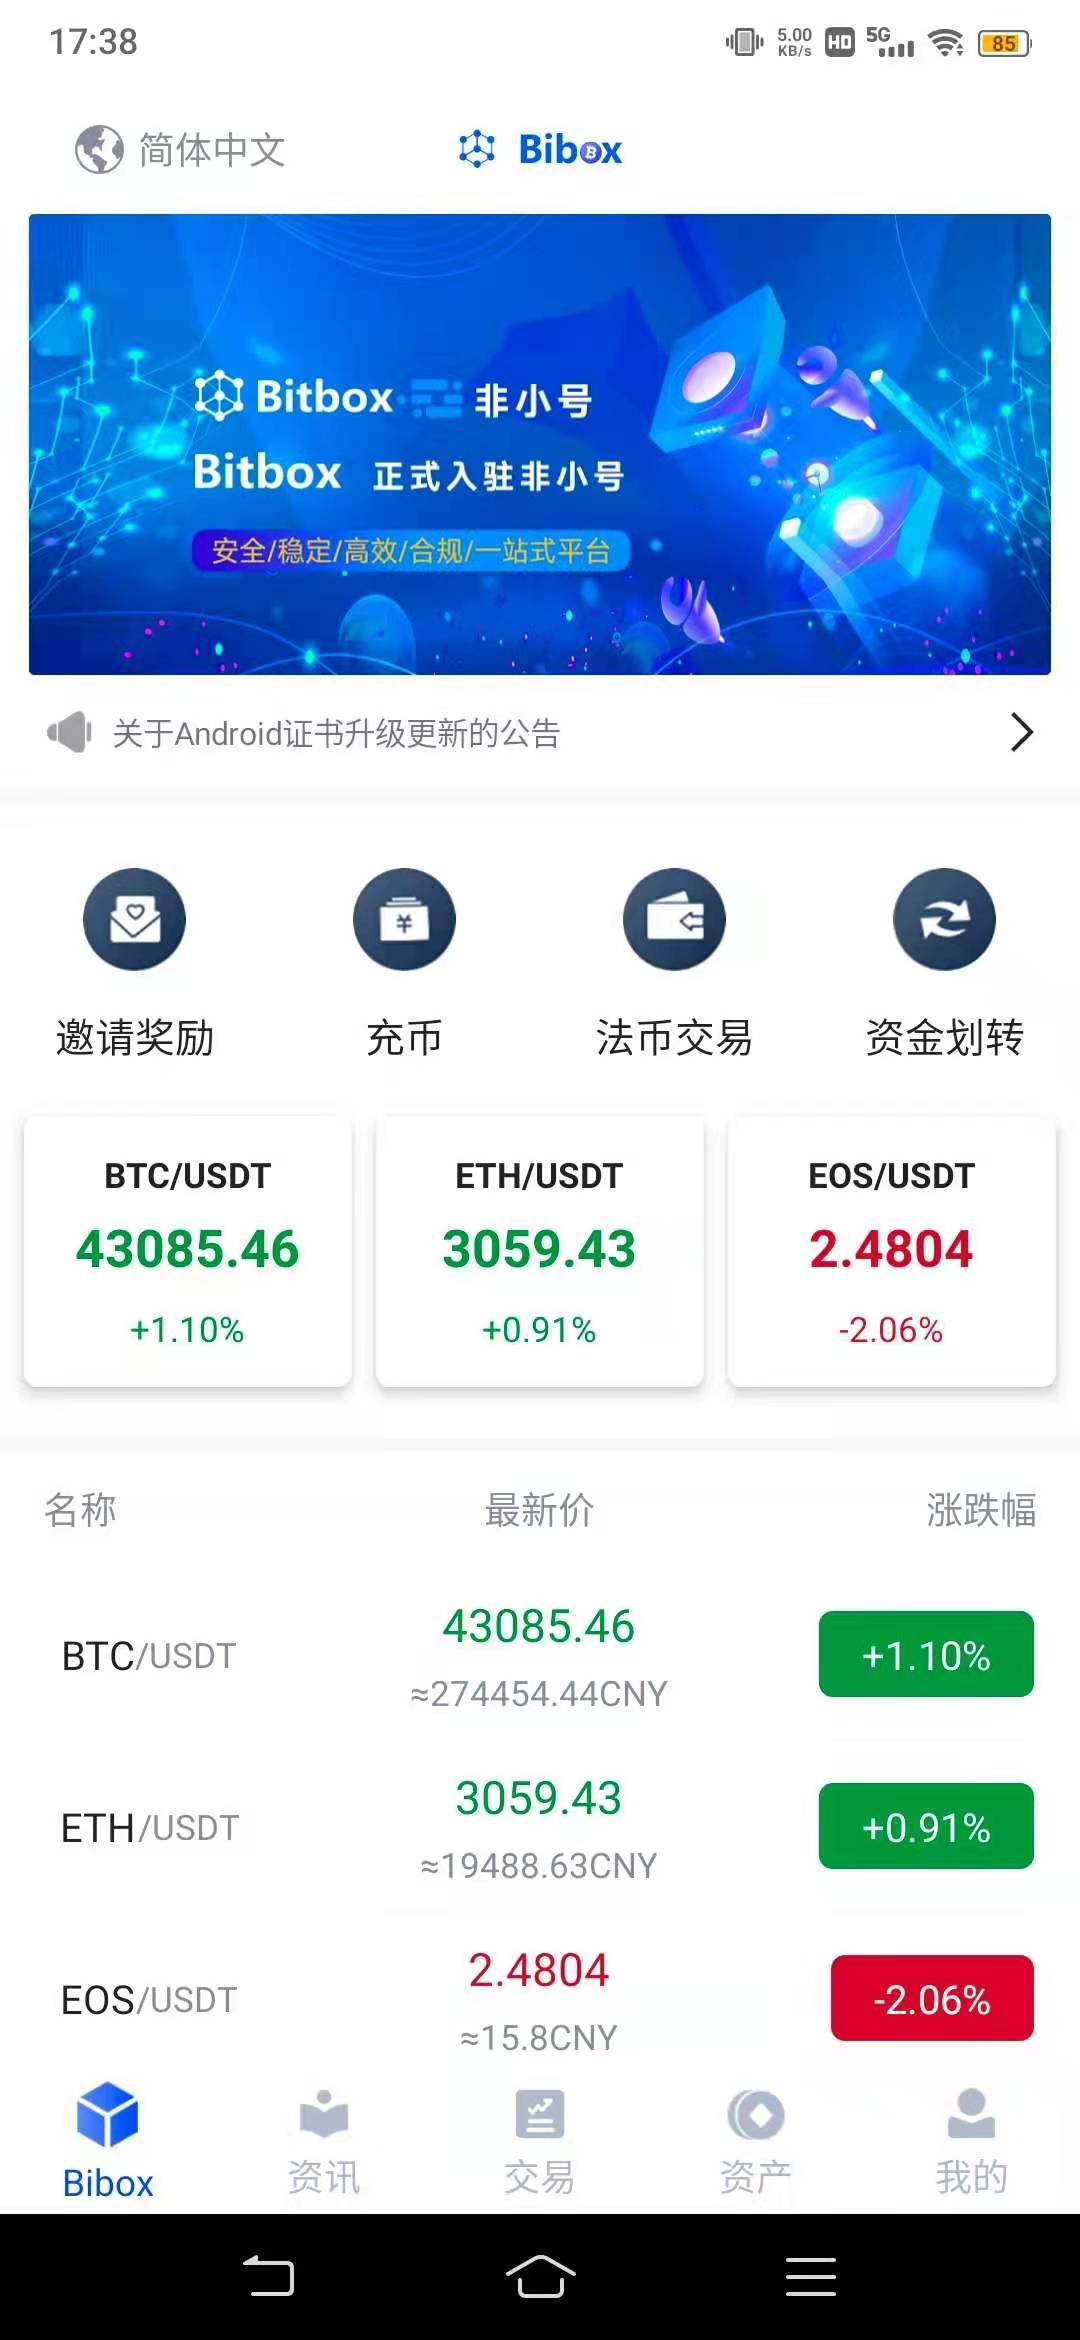 17:38
5.00 KB/s HD 5G 85
简体中文 Bibox
Bitbox 非小号
Bitbox 正式入驻非小号
安全/稳定/高效/合规/一站式平台
关于Android证书升级更新的公告
邀请奖励 充币 法币交易 资金划转
BTC/USDT ETH/USDT EOS/USDT
43085.46 3059.43 2.4804
+1.10% +0.91% -2.06%
名称 最新价 涨跌幅
43085.46
BTC/USDT +1.10%
≈274454.44CNY
3059.43
ETH/USDT +0.91%
≈19488.63CNY
2.4804
EOS/USDT -2.06%
≈15.8CNY
Bibox 资讯 交易 资产 我的